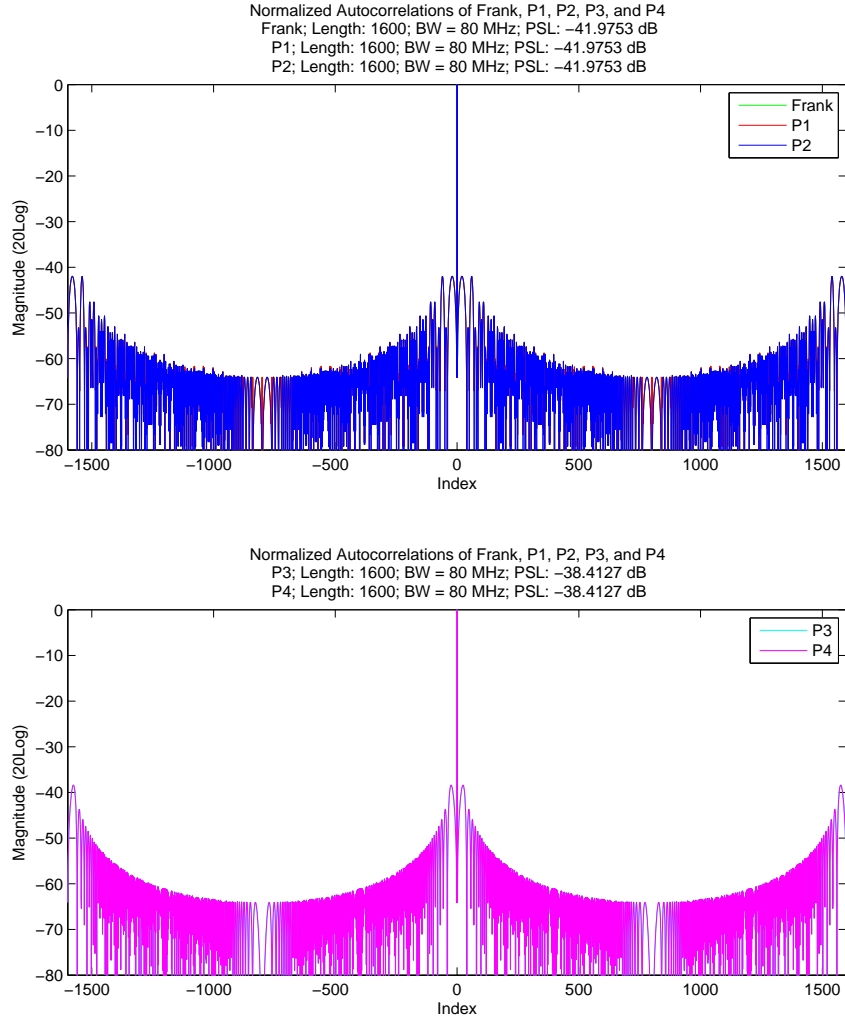 Normalized Autocorrelations of Frank, P1, P2, P3, and P4
Frank; Length: 1600; BW = 80 MHz; PSL: −41.9753 dB
P1; Length: 1600; BW = 80 MHz; PSL: −41.9753 dB
P2; Length: 1600; BW = 80 MHz; PSL: −41.9753 dB
0
−10
−20
−30
−40
−50
−60
−70
−80
Magnitude (20Log)
Frank
P1
P2
−1500
−1000
−500
0
500
1000
1500
Index
Normalized Autocorrelations of Frank, P1, P2, P3, and P4
P3; Length: 1600; BW = 80 MHz; PSL: −38.4127 dB
P4; Length: 1600; BW = 80 MHz; PSL: −38.4127 dB
0
−10
−20
−30
−40
−50
−60
−70
−80
Magnitude (20Log)
P3
P4
−1500
−1000
−500
0
500
1000
1500
Index